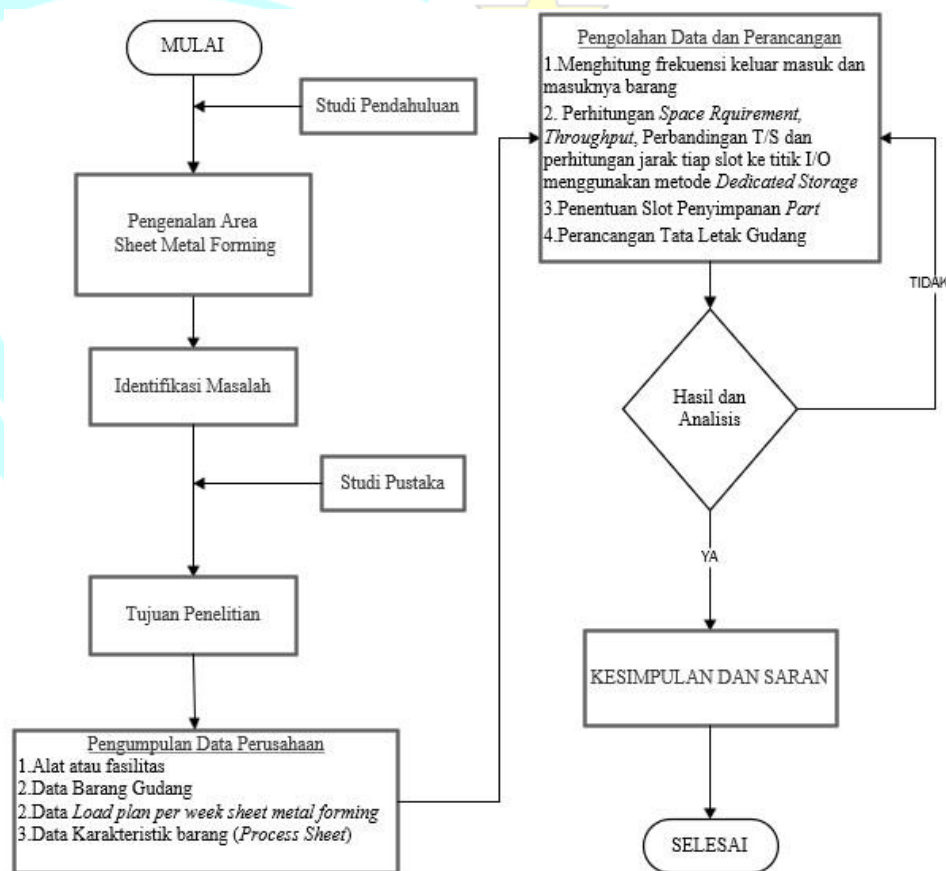 MULAI
Studi Pendahuluan
Pengenalan Area
Sheet Metal Forming
Identifikasi Masalah
Studi Pustaka
Tujuan Penelitian
Pengumpulan Data Perusahaan
1.Alat atau fasilitas
2.Data Barang Gudang
2.Data Load plan per week sheet metal forming
3.Data Karakteristik barang (Process Sheet)
Pengolahan Data dan Perancangan
1.Menghitung frekuensi keluar masuk dan
masuknya barang
2. Perhitungan Space Rquirement,
Throughput, Perbandingan T/S dan
perhitungan jarak tiap slot ke titik I/O
menggunakan metode Dedicated Storage
3.Penentuan Slot Penyimpanan Part
4.Perancangan Tata Letak Gudang
TIDAK
Hasil dan
Analisis
YA
KESIMPULAN DAN SARAN
SELESAI